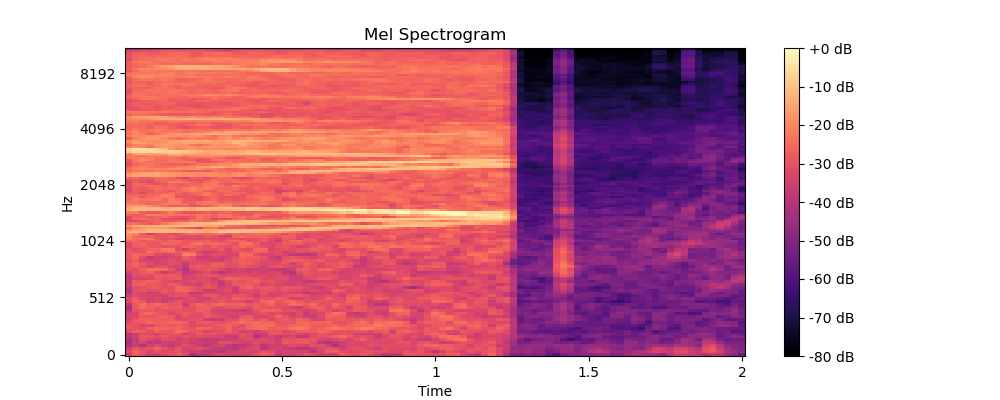 Mel Spectrogram
Hz
8192
4096
2048
1024
512
0
0
0.5
1
1.5
2
Time
+0 dB
-10 dB
-20 dB
-30 dB
-40 dB
-50 dB
-60 dB
-70 dB
-80 dB